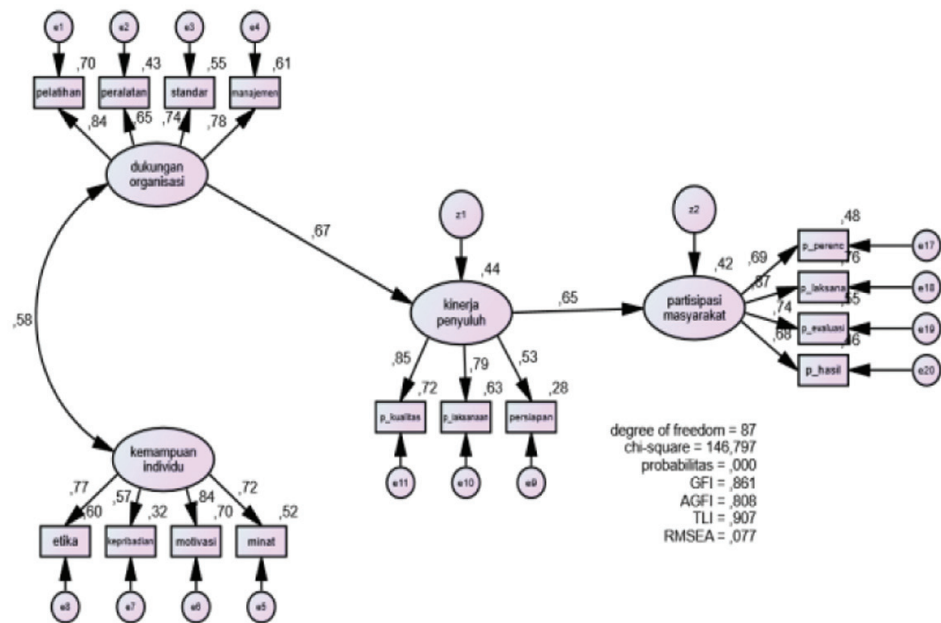 e1 e2 e3 e4
,70 ,43 ,55 ,61
pelatihan peralatan standar manajemen
,84 ,65 ,74 ,78
dukungan
organisasi
z1 z2
,67
,44
,42
,48
,69
p_perenc
e17
,76
,87
p_laksana
e18
,55
,74
p_evaluasi
e19
,46
,68
p_hasil
e20
kinerja
penyuluh
,65
partisipasi
masyarakat
,58
,85 ,79 ,53
,72 ,63 ,28
p_kualitas p_laksanaan persiapan
e11 e10 e9
degree of freedom = 87
chi-square = 146,797
probabilitas = ,000
GFI = ,861
AGFI = ,808
TLI = ,907
RMSEA = ,077
kemampuan
individu
,77 ,57 ,84 ,72
,60 ,32 ,70 ,52
etika kepribadian motivasi minat
e8 e7 e6 e5